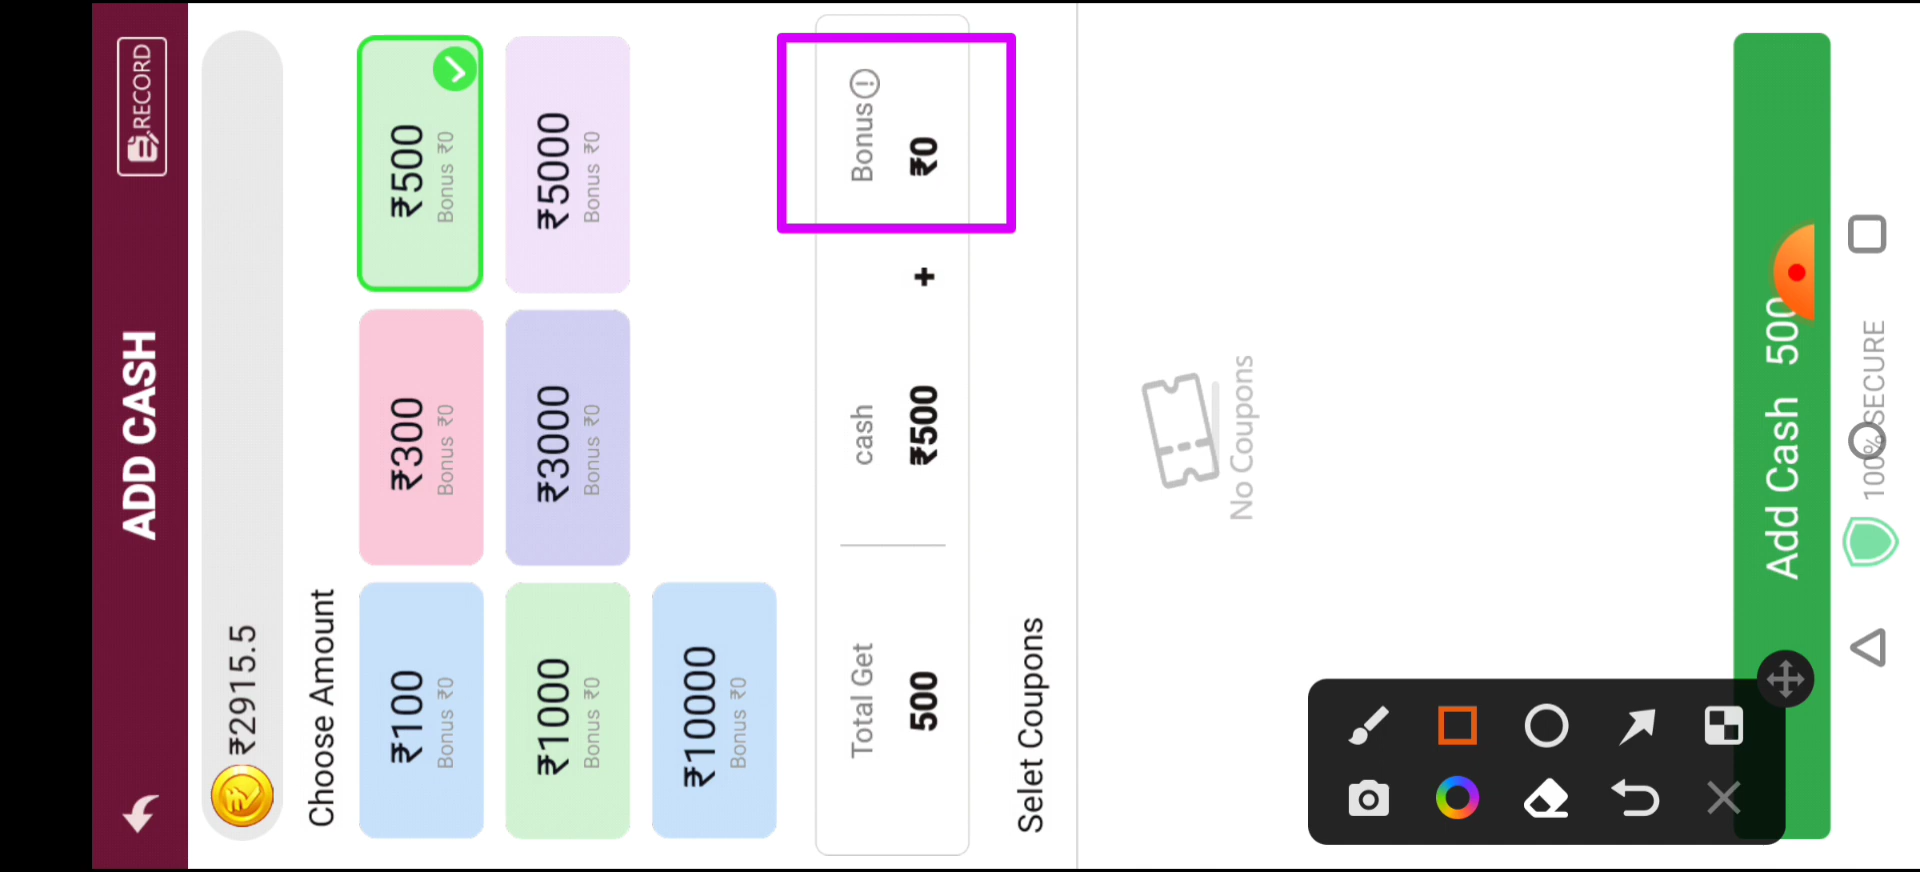 ADD CASH
RECORD
₹2915.5
Choose Amount
₹100
Bonus ₹0
₹300
Bonus ₹0
₹500
Bonus ₹0
₹1000
Bonus ₹0
₹3000
Bonus ₹0
₹5000
Bonus ₹0
₹10000
Bonus ₹0
Total Get
500
cash
₹500
+
Bonus
₹0
Selet Coupons
No Coupons
Add Cash 500
100% SECURE